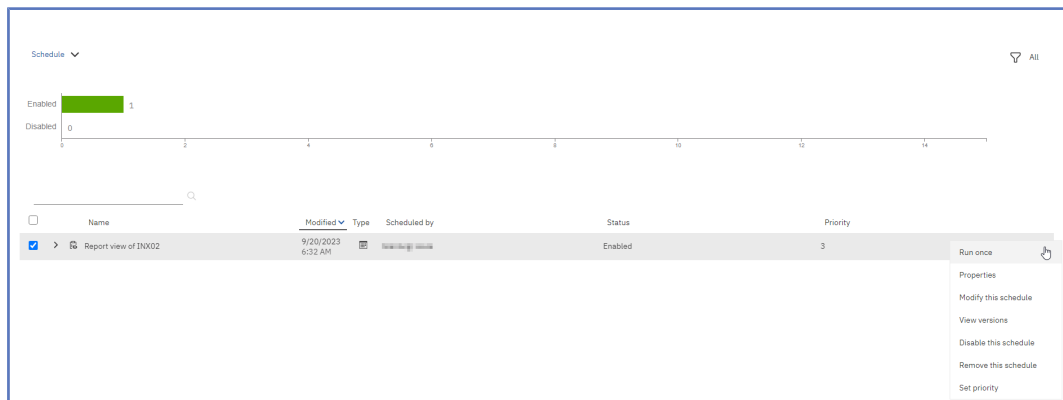 Schedule
All
Enabled 1
Disabled 0
0 2 4 6 8 10 12 14
Name Modified Type Scheduled by Status Priority
Report view of INX02 9/20/2023 Enabled 3
6:32 AM
Run once
Properties
Modify this schedule
View versions
Disable this schedule
Remove this schedule
Set priority